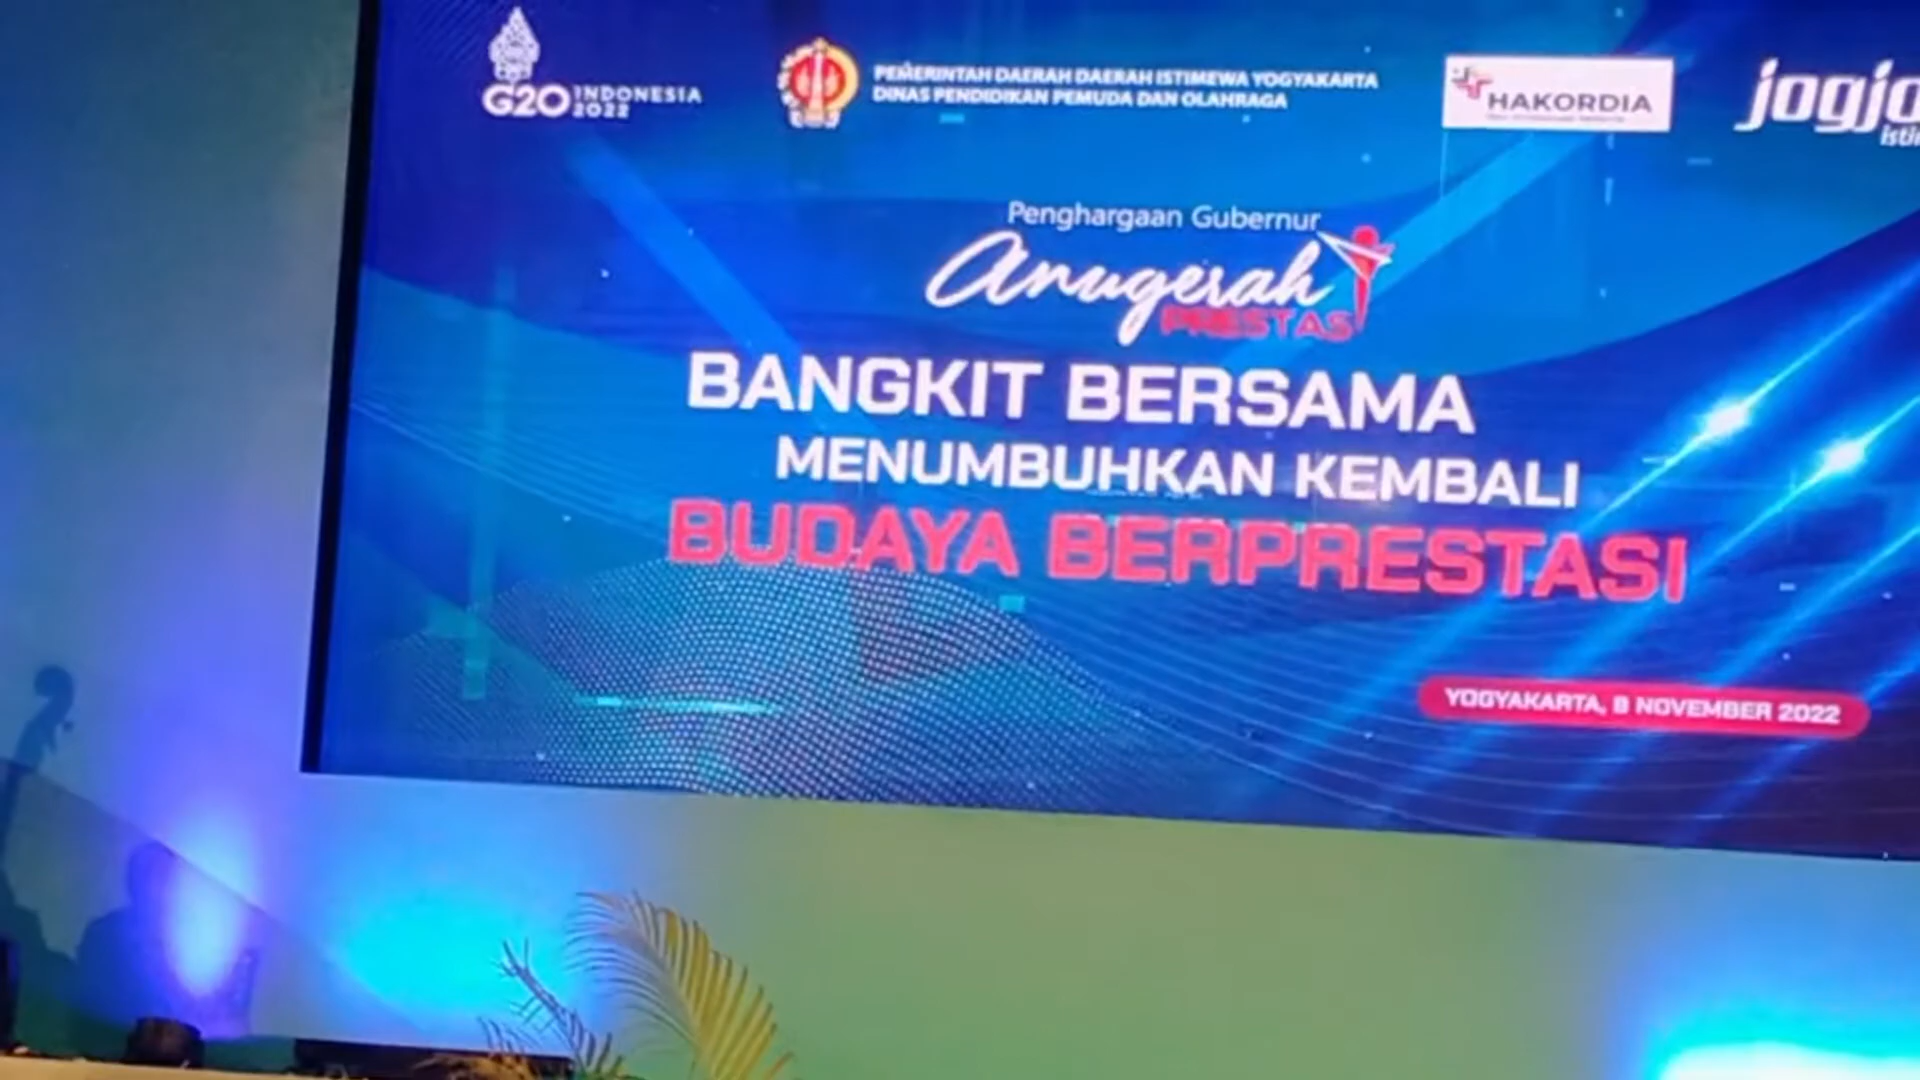 G20 INDONESIA
2022
PEMERINTAH DAERAH DAERAH ISTIMEWA YOGYAKARTA
DINAS PENDIDIKAN PEMUDA DAN OLAHRAGA
HAKORDIA
jogja
Penghargaan Gubernur
Anugerah
PRESTASI
BANGKIT BERSAMA
MENUMBUHKAN KEMBALI
BUDAYA BERPRESTASI
YOGYAKARTA, 8 NOVEMBER 2022